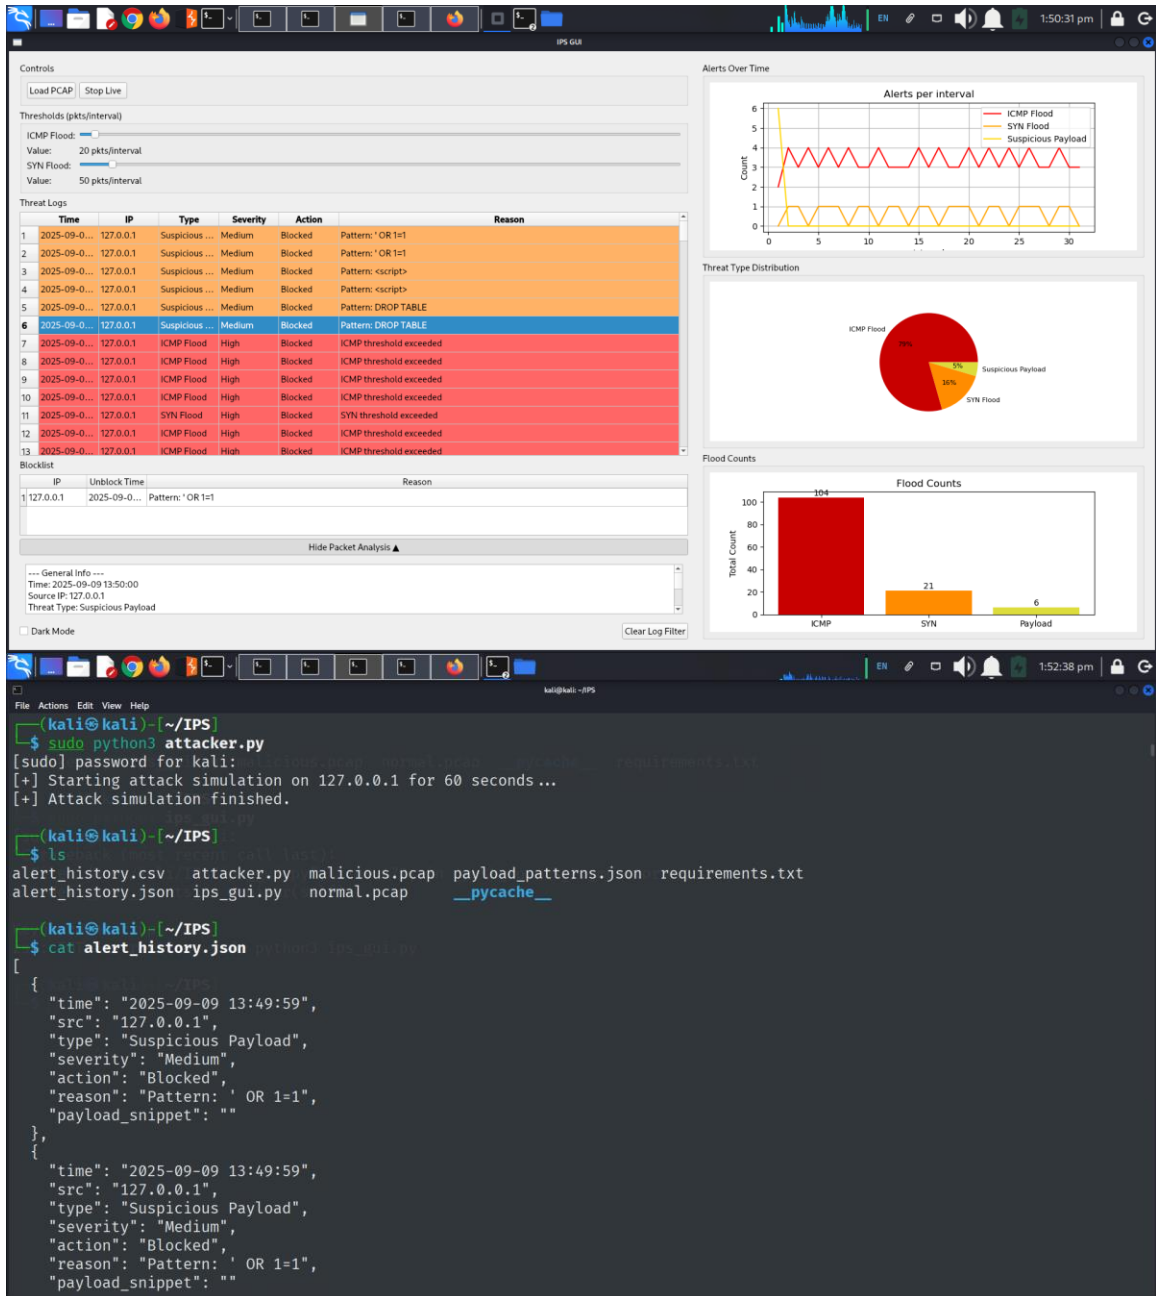 EN
1:50:31 pm
IPS GUI
Controls
Load PCAP Stop Live
Thresholds (pkts/interval)
ICMP Flood:
Value: 20 pkts/interval
SYN Flood:
Value: 50 pkts/interval
Threat Logs
Time IP Type Severity Action Reason
1 2025-09-0... 127.0.0.1 Suspicious ... Medium Blocked Pattern: ' OR 1=1
2 2025-09-0... 127.0.0.1 Suspicious ... Medium Blocked Pattern: ' OR 1=1
3 2025-09-0... 127.0.0.1 Suspicious ... Medium Blocked Pattern: <script>
4 2025-09-0... 127.0.0.1 Suspicious ... Medium Blocked Pattern: <script>
5 2025-09-0... 127.0.0.1 Suspicious ... Medium Blocked Pattern: DROP TABLE
6 2025-09-0... 127.0.0.1 Suspicious ... Medium Blocked Pattern: DROP TABLE
7 2025-09-0... 127.0.0.1 ICMP Flood High Blocked ICMP threshold exceeded
8 2025-09-0... 127.0.0.1 ICMP Flood High Blocked ICMP threshold exceeded
9 2025-09-0... 127.0.0.1 ICMP Flood High Blocked ICMP threshold exceeded
10 2025-09-0... 127.0.0.1 ICMP Flood High Blocked ICMP threshold exceeded
11 2025-09-0... 127.0.0.1 SYN Flood High Blocked SYN threshold exceeded
12 2025-09-0... 127.0.0.1 ICMP Flood High Blocked ICMP threshold exceeded
13 2025-09-0... 127.0.0.1 ICMP Flood High Blocked ICMP threshold exceeded
Blocklist
IP Unblock Time Reason
1 127.0.0.1 2025-09-0... Pattern: ' OR 1=1
Hide Packet Analysis ▲
--- General Info ---
Time: 2025-09-09 13:50:00
Source IP: 127.0.0.1
Threat Type: Suspicious Payload
Dark Mode
Clear Log Filter
Alerts Over Time
Alerts per interval
ICMP Flood
SYN Flood
Suspicious Payload
Count
6
5
4
3
2
1
0
0 5 10 15 20 25 30
Threat Type Distribution
ICMP Flood
79%
5%
Suspicious Payload
16%
SYN Flood
Flood Counts
Flood Counts
Total Count
100
80
60
40
20
0
104
21
6
ICMP SYN Payload
EN
1:52:38 pm
kali@kali: ~/IPS
File Actions Edit View Help
┌──(kali㉿kali)-[~/IPS]
└─$ sudo python3 attacker.py
[sudo] password for kali:
[+] Starting attack simulation on 127.0.0.1 for 60 seconds...
[+] Attack simulation finished.
┌──(kali㉿kali)-[~/IPS]
└─$ ls
alert_history.csv attacker.py malicious.pcap payload_patterns.json requirements.txt
alert_history.json ips_gui.py normal.pcap __pycache__
┌──(kali㉿kali)-[~/IPS]
└─$ cat alert_history.json
[
{
"time": "2025-09-09 13:49:59",
"src": "127.0.0.1",
"type": "Suspicious Payload",
"severity": "Medium",
"action": "Blocked",
"reason": "Pattern: ' OR 1=1",
"payload_snippet": ""
},
{
"time": "2025-09-09 13:49:59",
"src": "127.0.0.1",
"type": "Suspicious Payload",
"severity": "Medium",
"action": "Blocked",
"reason": "Pattern: ' OR 1=1",
"payload_snippet": ""